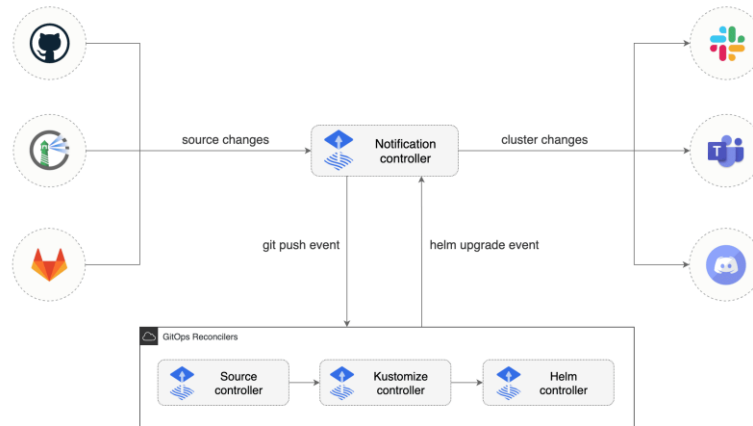 source changes
Notification
controller
cluster changes
T
git push event
helm upgrade event
GitOps Reconcilers
Source
controller
Kustomize
controller
Helm
controller